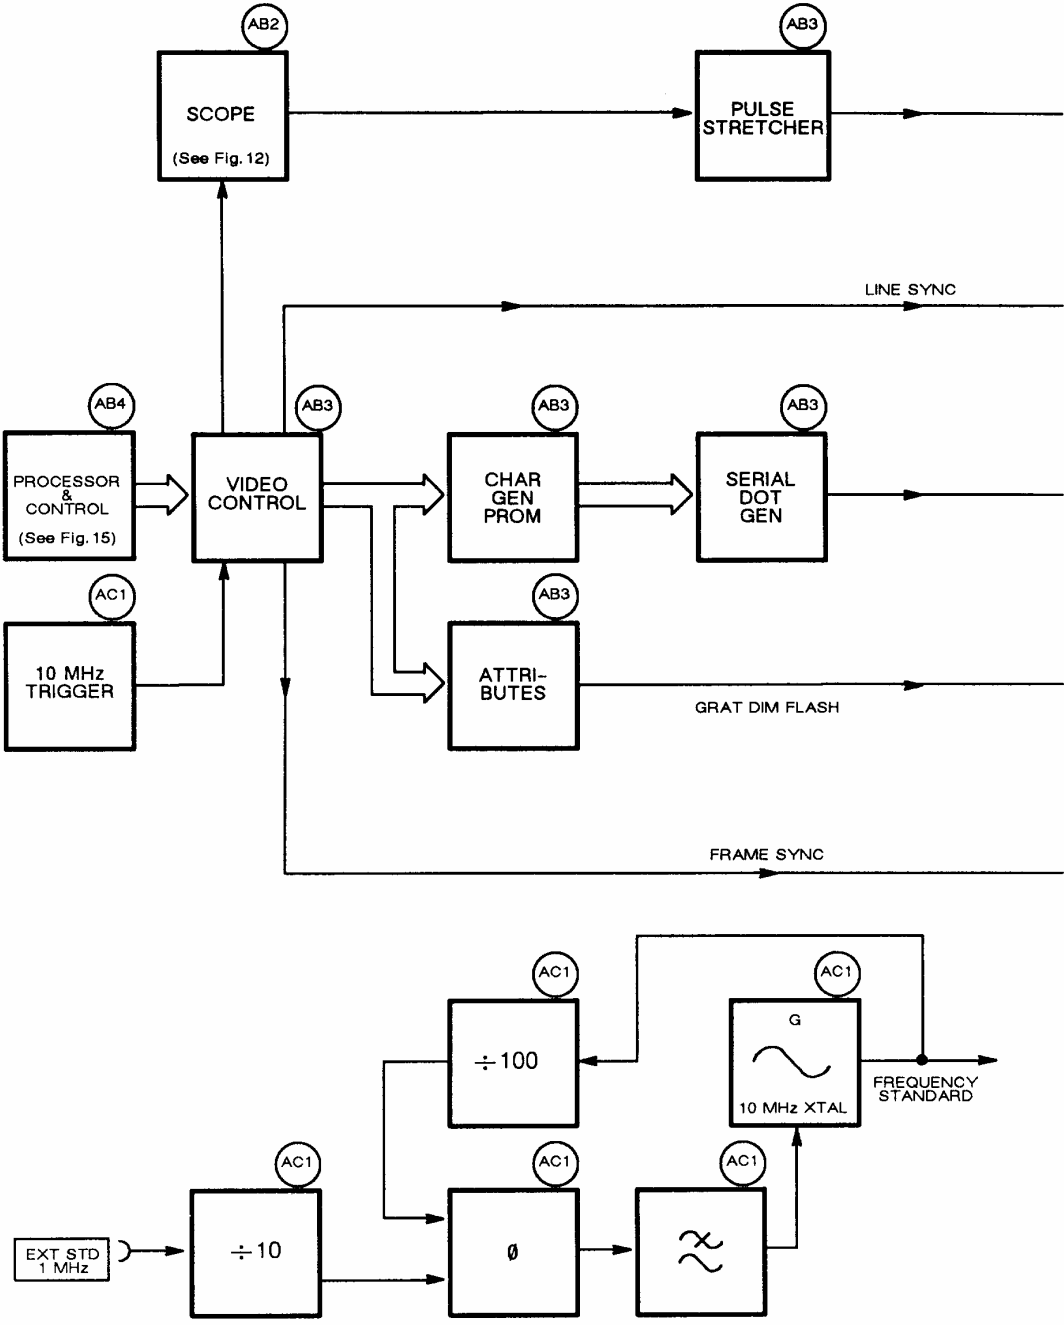 AB2
SCOPE
(See Fig. 12)
AB3
PULSE
STRETCHER
LINE SYNC
AB4
PROCESSOR
&
CONTROL
(See Fig. 15)
AB3
VIDEO
CONTROL
AB3
CHAR
GEN
PROM
AB3
SERIAL
DOT
GEN
AC1
10 MHz
TRIGGER
AB3
ATTRI-
BUTES
GRAT DIM FLASH
FRAME SYNC
AC1
÷100
AC1
G
10 MHz XTAL
FREQUENCY
STANDARD
EXT STD
1 MHz
AC1
÷10
AC1
ø
AC1